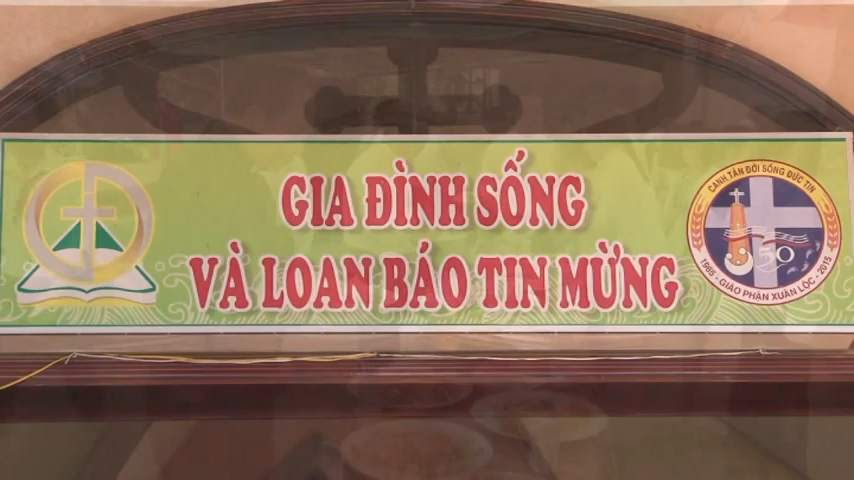 GIA ĐÌNH SỐNG
VÀ LOAN BÁO TIN MỪNG
CANH TÂN ĐỜI SỐNG ĐỨC TIN
50
1965 - GIÁO PHẬN XUÂN LỘC - 2015